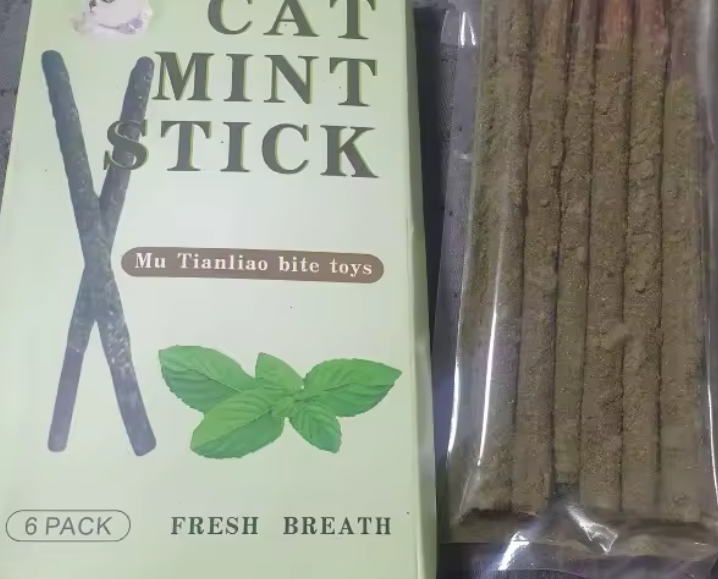 CAT
MINT
STICK
Mu Tianliao bite toys
6 PACK
FRESH BREATH